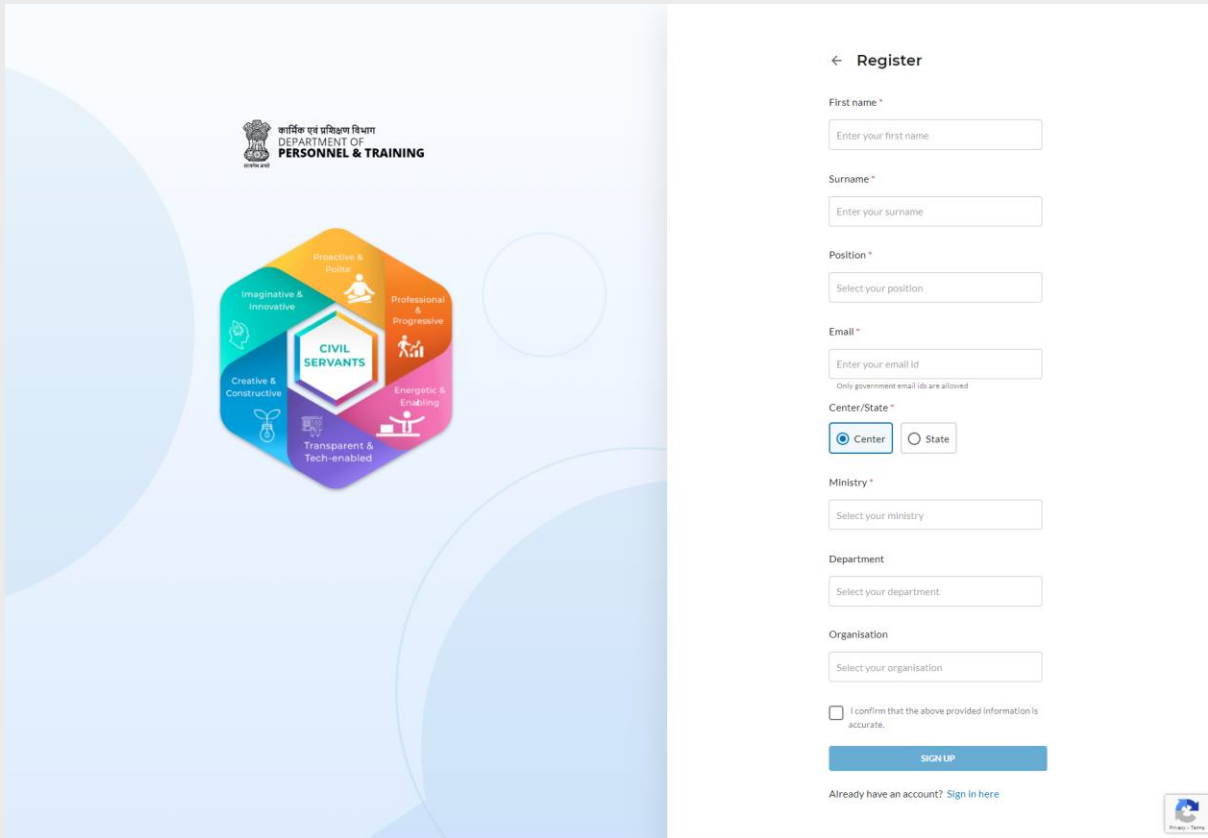 कार्मिक एवं प्रशिक्षण विभाग
DEPARTMENT OF
PERSONNEL & TRAINING
Proactive &
Polite
Imaginative &
Innovative
Professional
&
Progressive
CIVIL
SERVANTS
Creative &
Constructive
Energetic &
Enabling
Transparent &
Tech-enabled
← Register
First name *
Enter your first name
Surname *
Enter your surname
Position *
Select your position
Email *
Enter your email id
Only government email ids are allowed
Center/State *
Center State
Ministry *
Select your ministry
Department
Select your department
Organisation
Select your organisation
I confirm that the above provided information is
accurate.
SIGN UP
Already have an account? Sign in here
Privacy - Terms